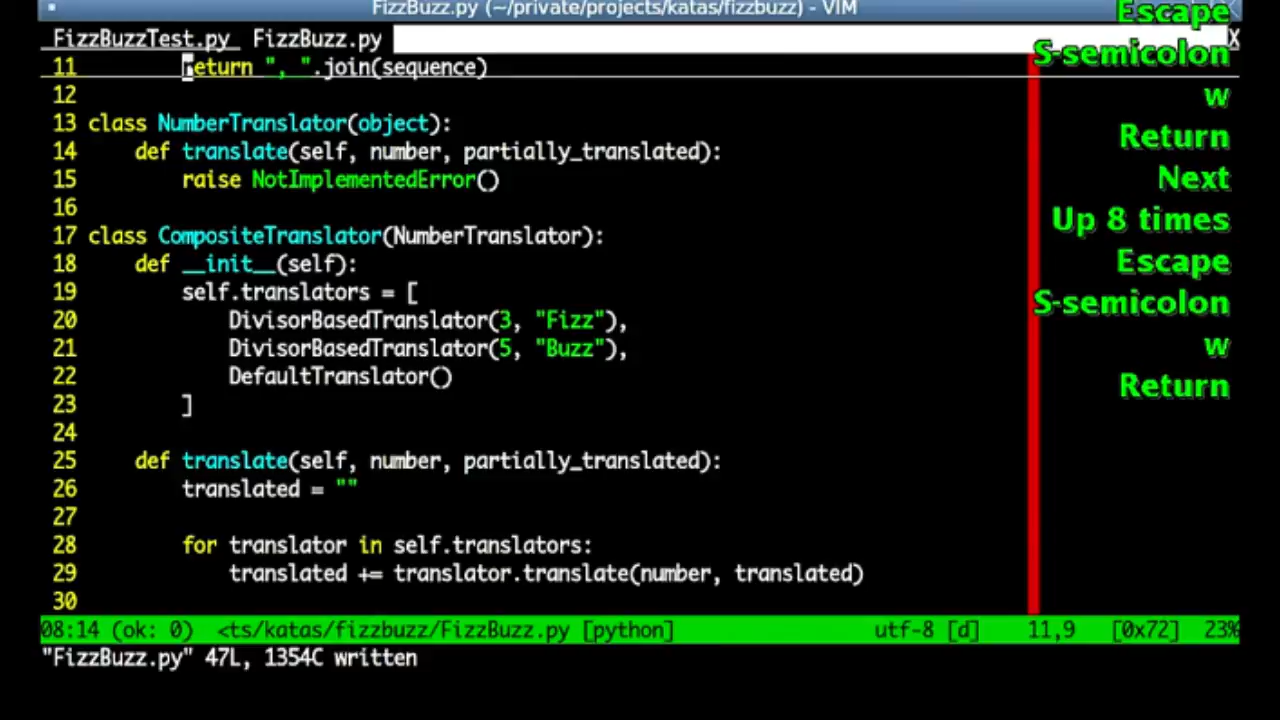 FizzBuzz.py (~/private/projects/katas/fizzbuzz) - VIM
FizzBuzzTest.py FizzBuzz.py X
11 return ", ".join(sequence)
12
13 class NumberTranslator(object):
14 def translate(self, number, partially_translated):
15 raise NotImplementedError()
16
17 class CompositeTranslator(NumberTranslator):
18 def __init__(self):
19 self.translators = [
20 DivisorBasedTranslator(3, "Fizz"),
21 DivisorBasedTranslator(5, "Buzz"),
22 DefaultTranslator()
23 ]
24
25 def translate(self, number, partially_translated):
26 translated = ""
27
28 for translator in self.translators:
29 translated += translator.translate(number, translated)
30
08:14 (ok: 0) <ts/katas/fizzbuzz/FizzBuzz.py [python] utf-8 [d] 11,9 [0x72] 23%
"FizzBuzz.py" 47L, 1354C written
Escape
S-semicolon
w
Return
Next
Up 8 times
Escape
S-semicolon
w
Return